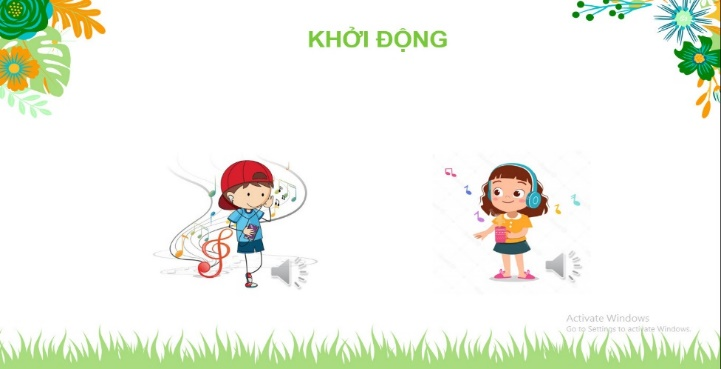 KHỞI ĐỘNG
Activate Windows
Go to Settings to activate Windows.